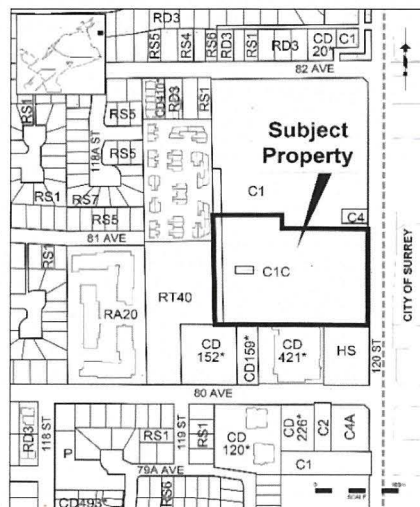 RD3
RS5
RS4
RS6
RD3
RS1
RD3
CD
20*
C1
82 AVE
RS1
118A ST
RS5
CD410*
RD3
RS1
RS5
Subject
Property
RS1
RS7
RS5
C1
C4
81 AVE
RS1
C1C
CITY OF SURREY
RA20
RT40
CD
152*
CD159*
CD
421*
HS
120 ST
80 AVE
RD3
118 ST
P
RS1
119 ST
RS1
CD
120*
CD
226*
C2
C4A
79A AVE
C1
CD493*
RS6
0
SCALE